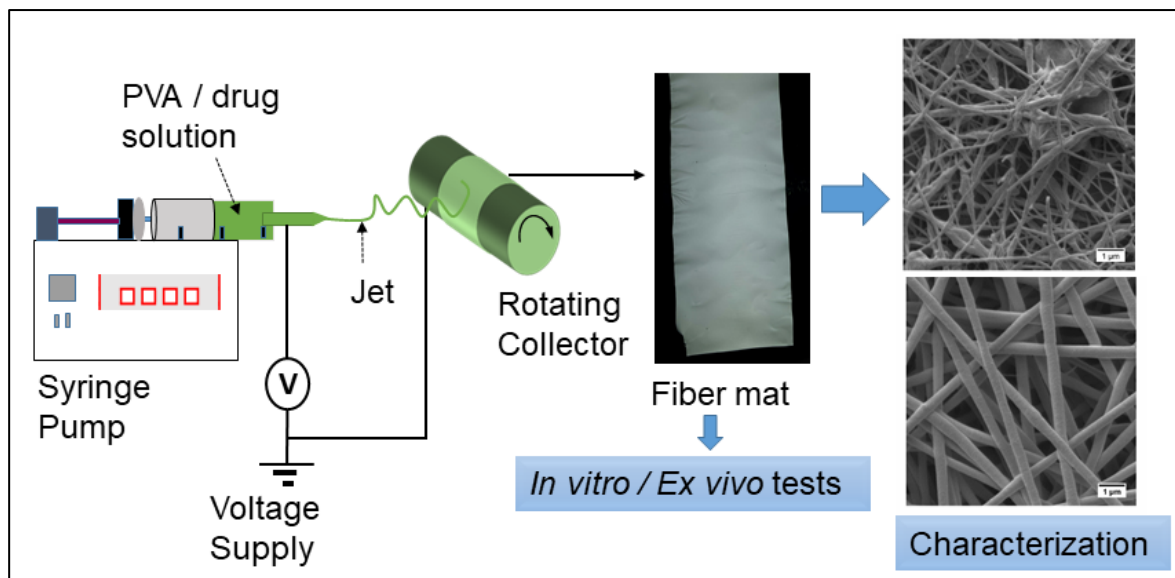 PVA / drug
solution
Jet
Rotating
Collector
Syringe
Pump
V
Voltage
Supply
Fiber mat
In vitro / Ex vivo tests
1 μm
1 μm
Characterization